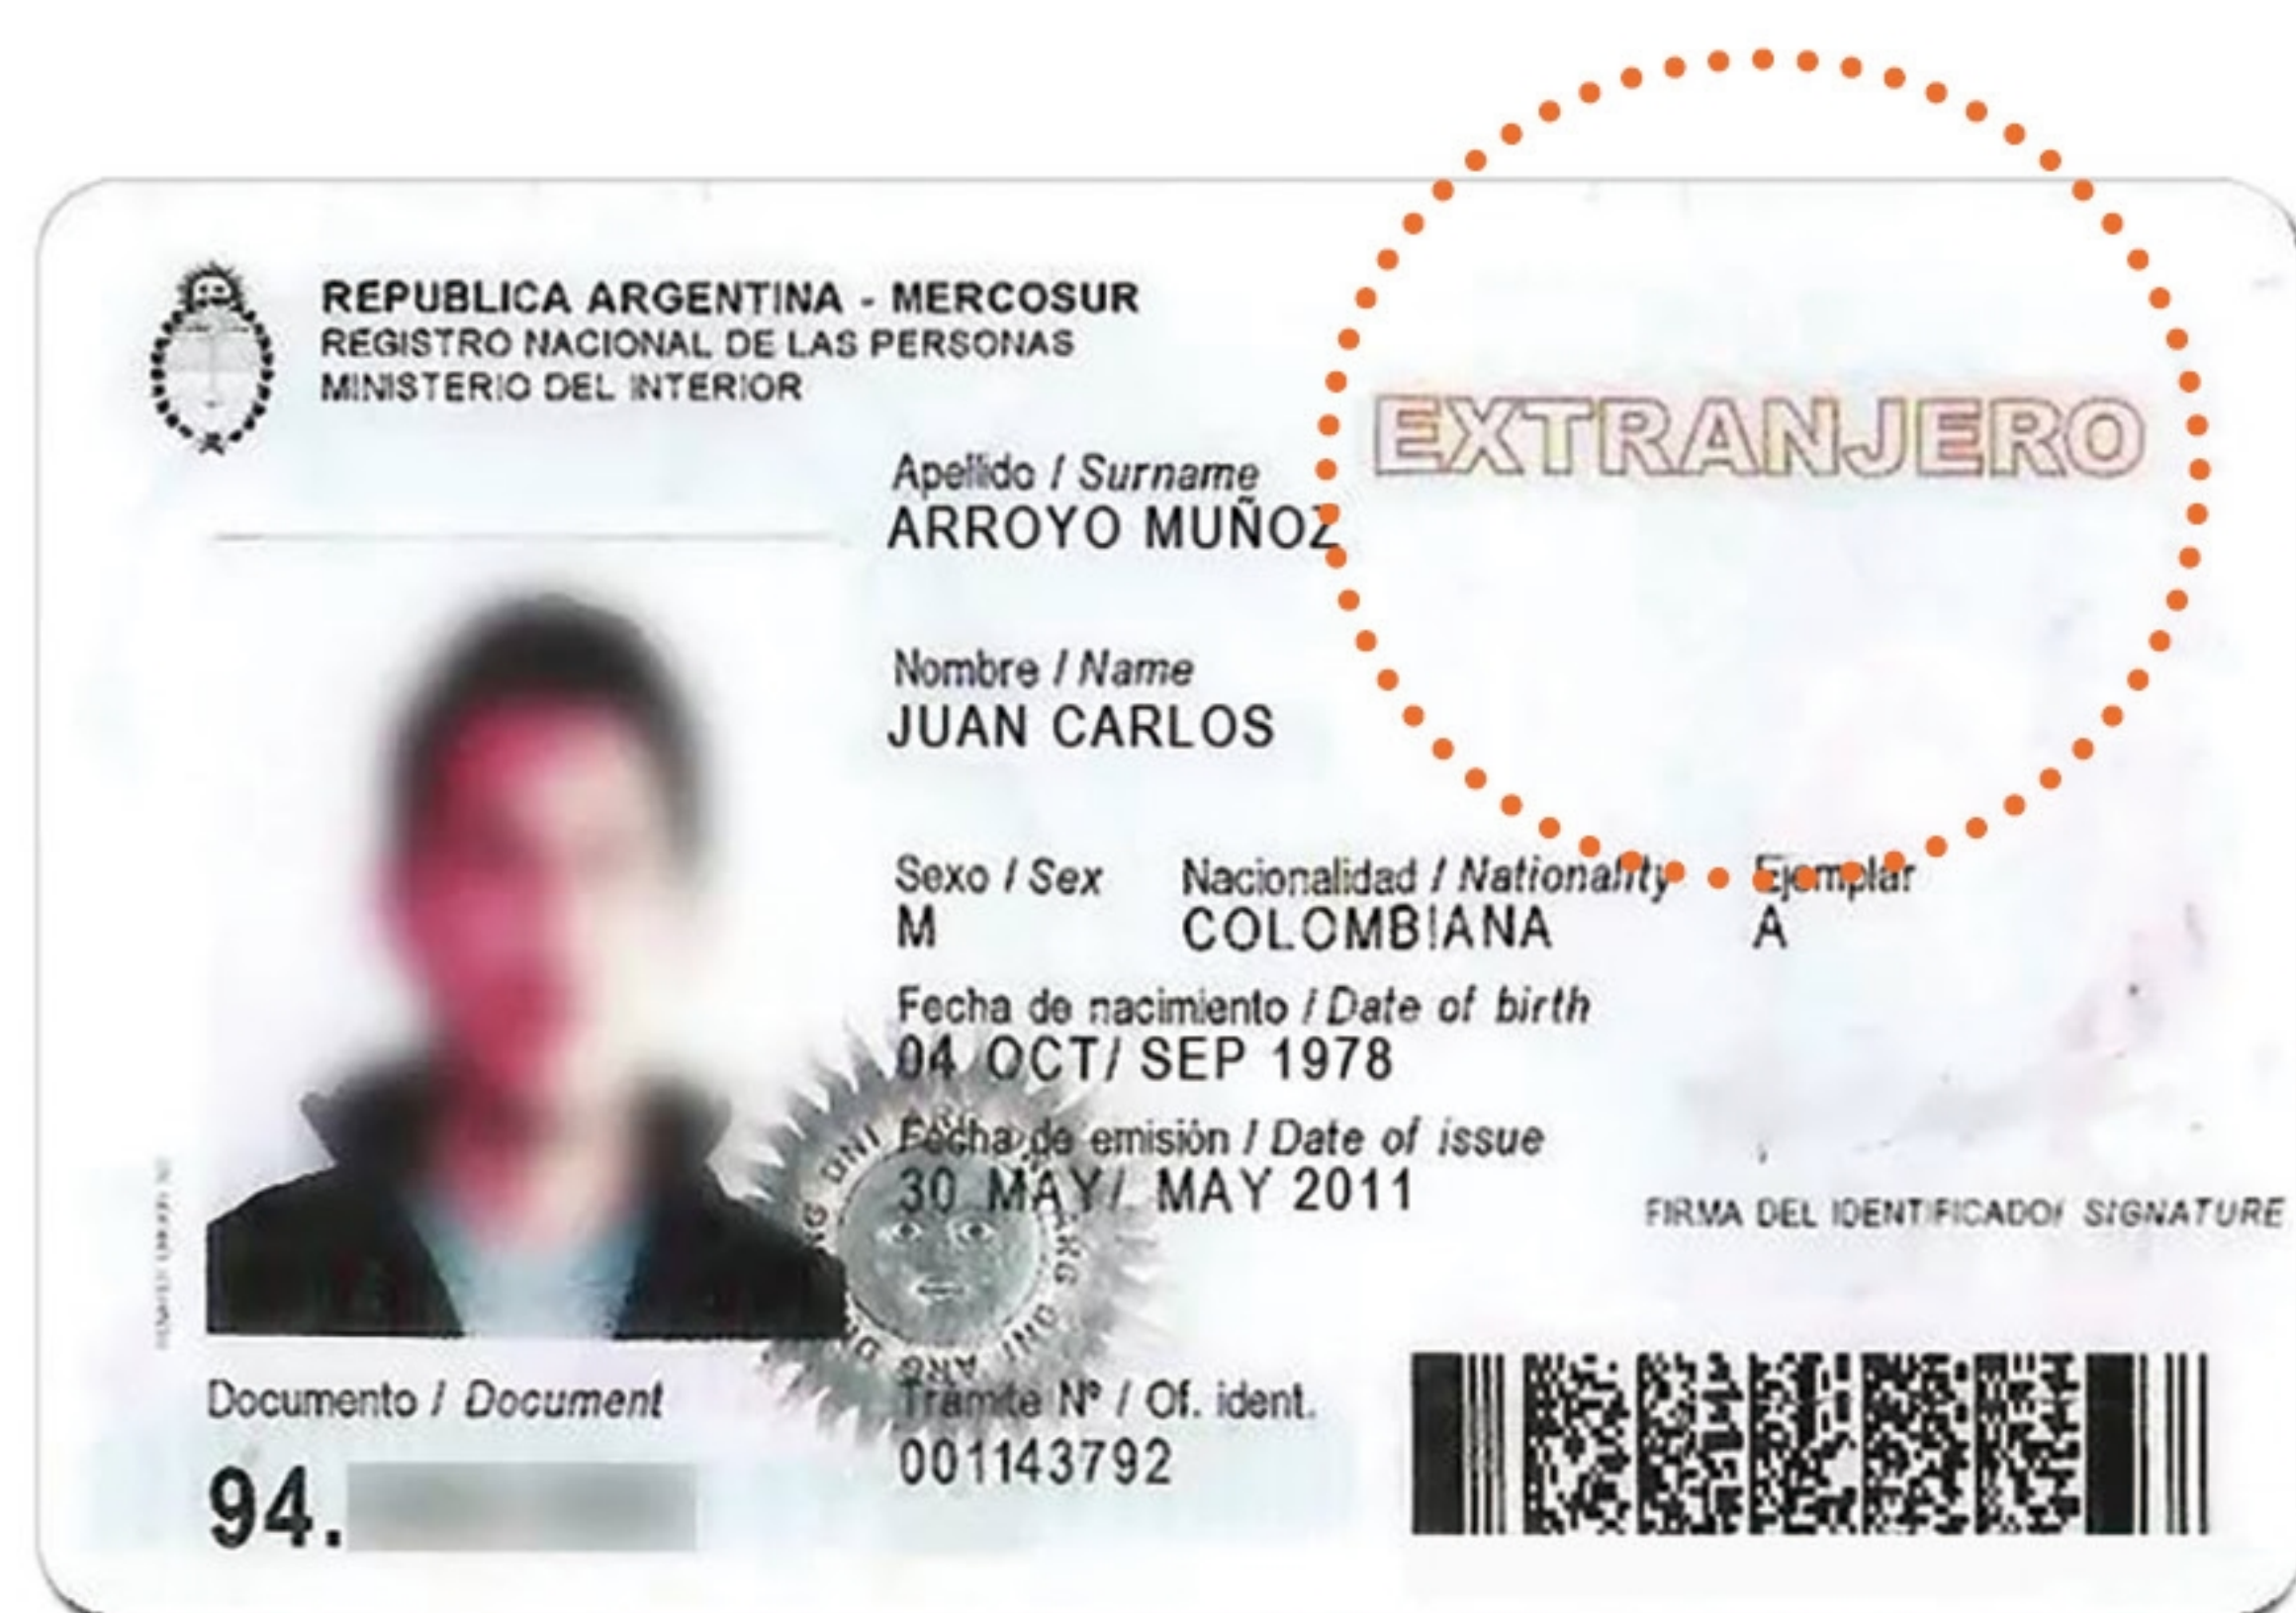 REPUBLICA ARGENTINA - MERCOSUR
REGISTRO NACIONAL DE LAS PERSONAS
MINISTERIO DEL INTERIOR
EXTRANJERO
Apellido / Surname
ARROYO MUÑOZ
Nombre / Name
JUAN CARLOS
Sexo / Sex Nacionalidad / Nationality Ejemplar
M COLOMBIANA A
Fecha de nacimiento / Date of birth
04 OCT/ SEP 1978
Fecha de emisión / Date of issue
30 MAY/ MAY 2011
FIRMA DEL IDENTIFICADO/ SIGNATURE
Documento / Document
94.
Trámite Nº / Of. ident.
001143792